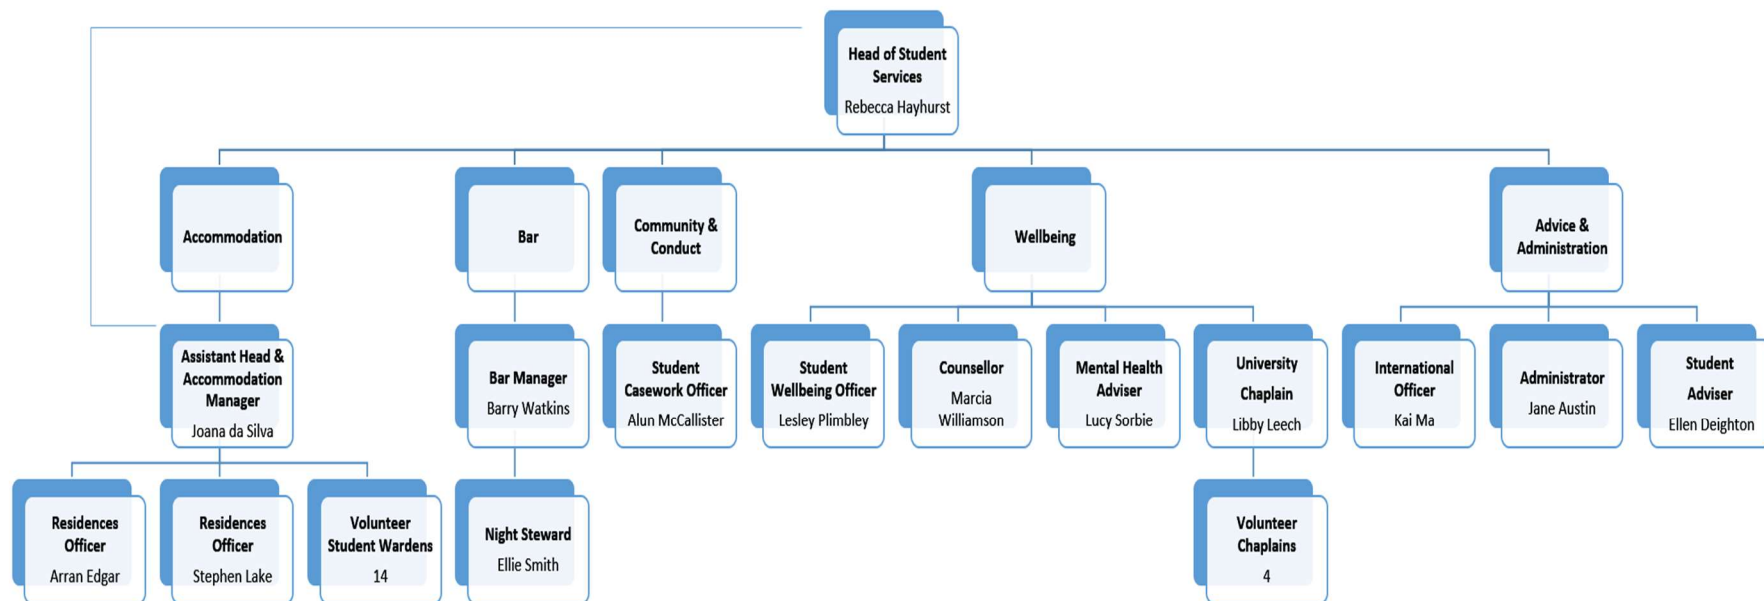 Head of Student
Services
Rebecca Hayhurst
Accommodation
Bar
Community &
Conduct
Wellbeing
Advice &
Administration
Assistant Head &
Accommodation
Manager
Joana da Silva
Bar Manager
Barry Watkins
Student
Casework Officer
Alun McCallister
Student
Wellbeing Officer
Lesley Plimbley
Counsellor
Marcia
Williamson
Mental Health
Adviser
Lucy Sorbie
University
Chaplain
Libby Leech
International
Officer
Kai Ma
Administrator
Jane Austin
Student
Adviser
Ellen Deighton
Residences
Officer
Arran Edgar
Residences
Officer
Stephen Lake
Volunteer
Student Wardens
14
Night Steward
Ellie Smith
Volunteer
Chaplains
4